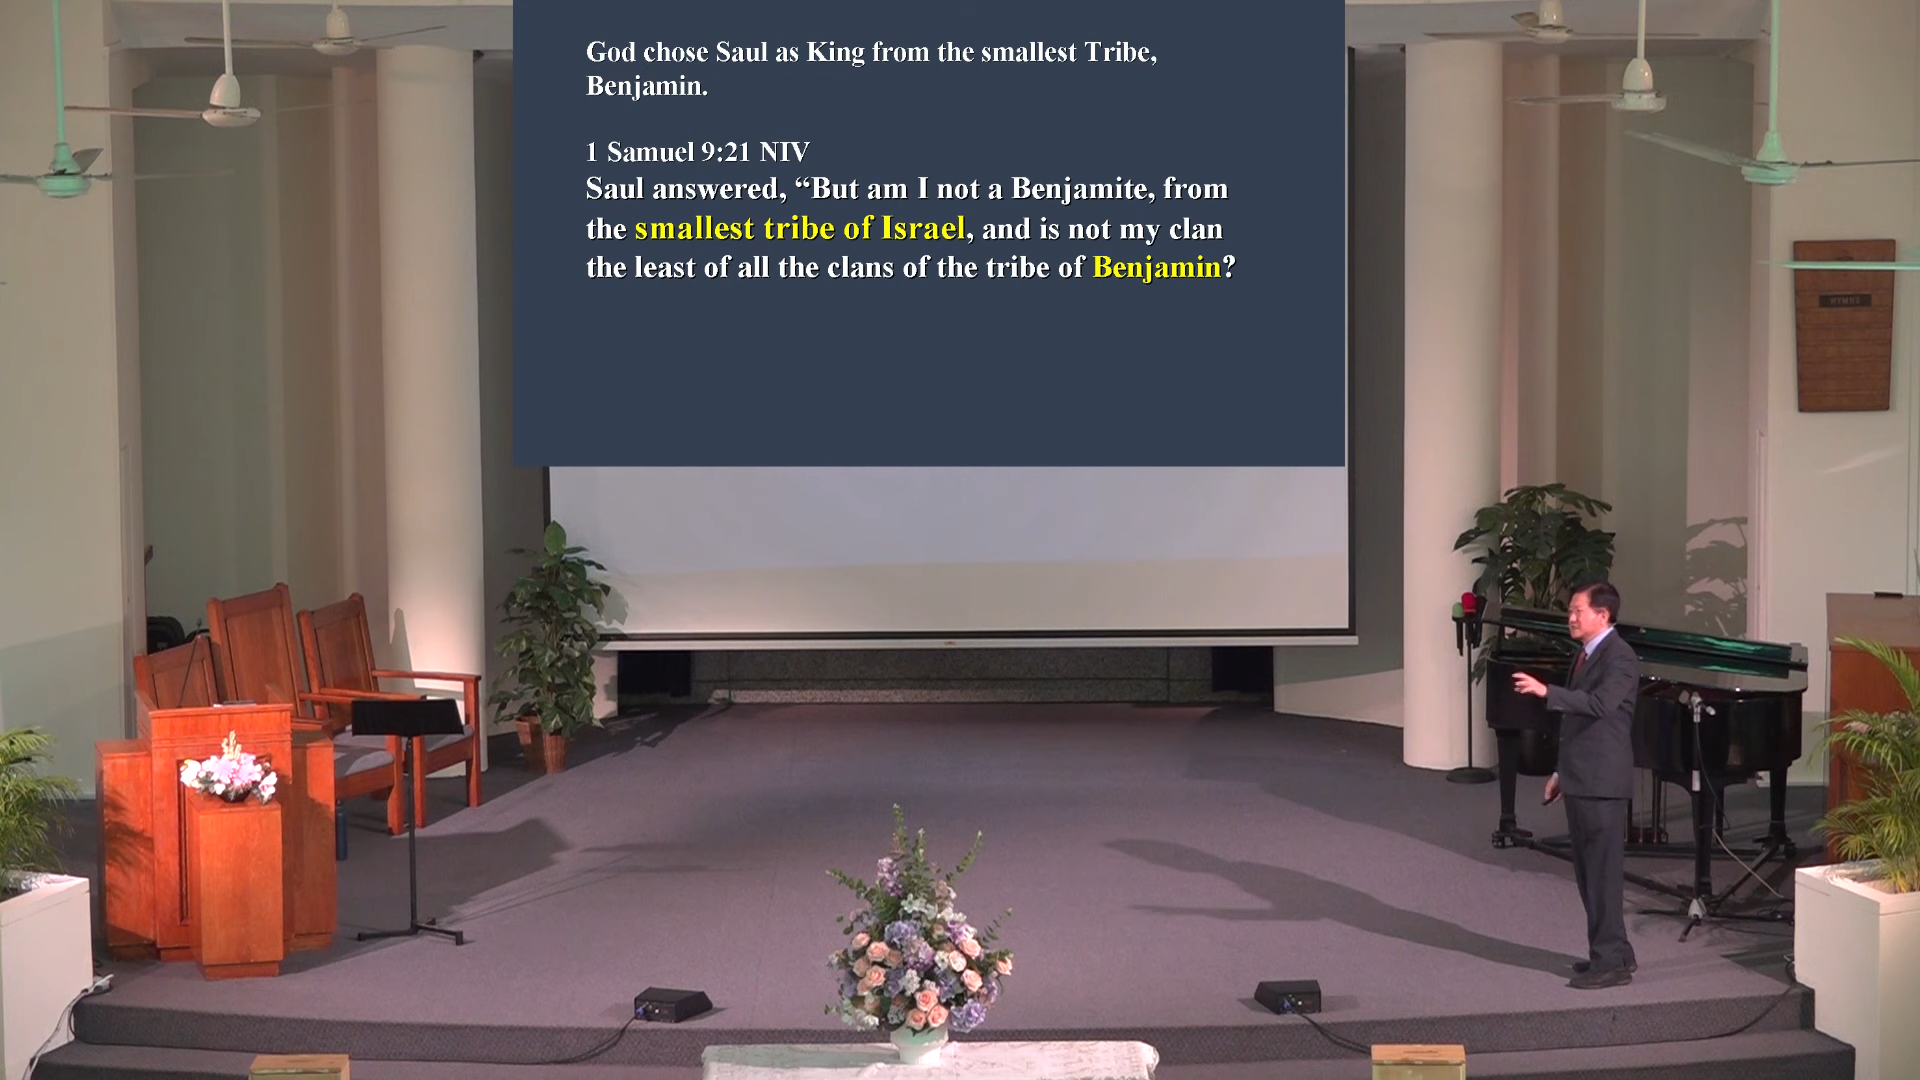 God chose Saul as King from the smallest Tribe,
Benjamin.
1 Samuel 9:21 NIV
Saul answered, “But am I not a Benjamite, from
the smallest tribe of Israel, and is not my clan
the least of all the clans of the tribe of Benjamin?
HYMNS